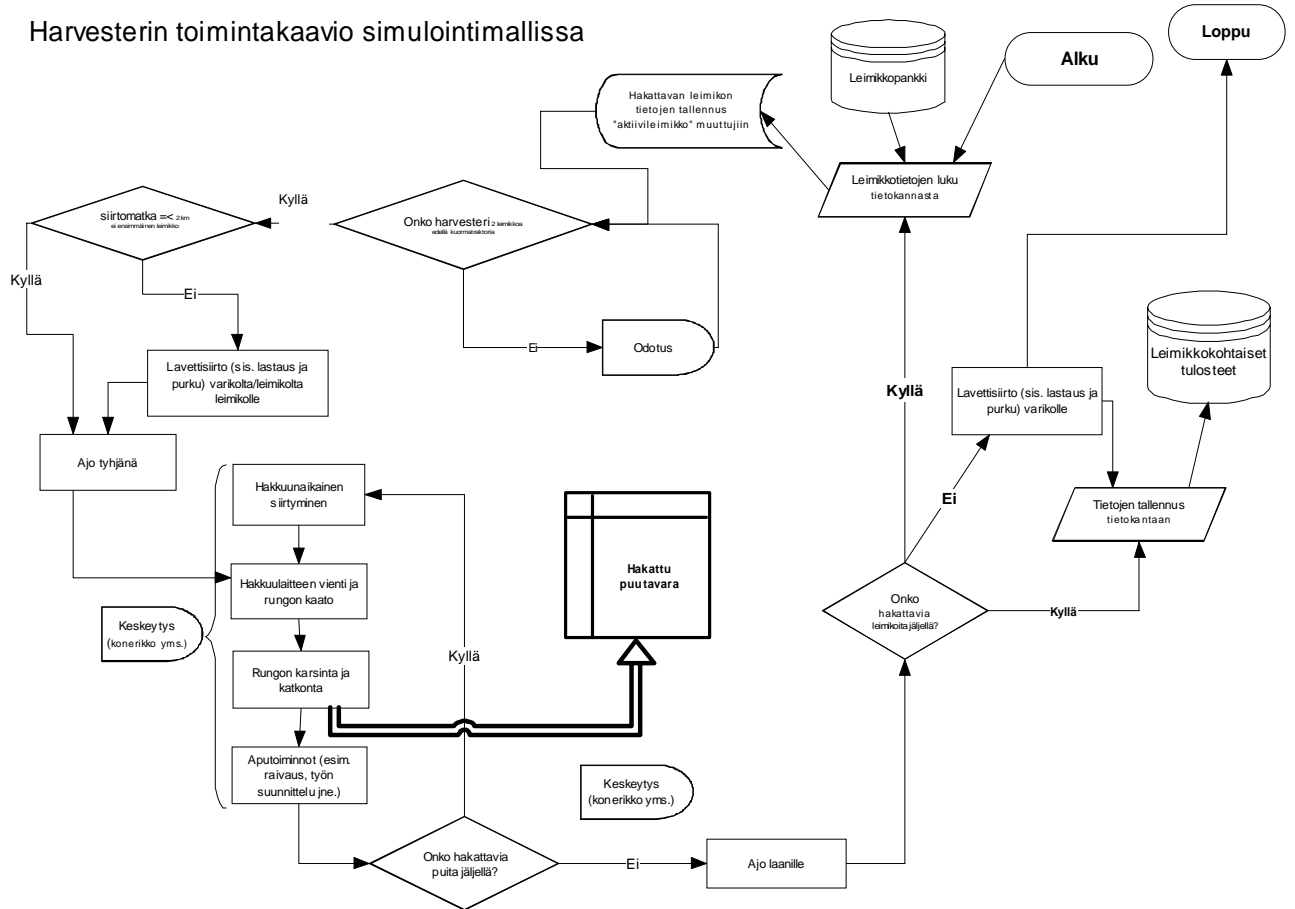 Harvesterin toimintakaavio simulointimallissa
Loppu
Alku
Leimikkopankki
Hakattavan leimikon
tietojen tallennus
"aktiivileimikko" muuttujiin
Leimikkotietojen luku
tietokannasta
Kyllä
siirtomatka =< 2 km
ei ensimmäinen leimikko
Onko harvesteri 2 leimikkoa
edellä kuormatraktoria
Kyllä
Ei
Ei
Odotus
Lavettisiirto (sis. lastaus ja
purku) varikolta/leimikolta
leimikolle
Leimikkokohtaiset
tulosteet
Kyllä
Lavettisiirto (sis. lastaus ja
purku) varikolle
Ajo tyhjänä
Hakkuunaikainen
siirtyminen
Ei
Tietojen tallennus
tietokantaan
Hakattu
puutavara
Hakkuulaitteen vienti ja
rungon kaato
Onko
hakattavia
leimikoita jäljellä?
Kyllä
Keskeytys
(konerikko yms.)
Kyllä
Rungon karsinta ja
katkonta
Aputoiminnot (esim.
raivaus, työn
suunnittelu jne.)
Keskeytys
(konerikko yms.)
Onko hakattavia
puita jäljellä?
Ei
Ajo laanille